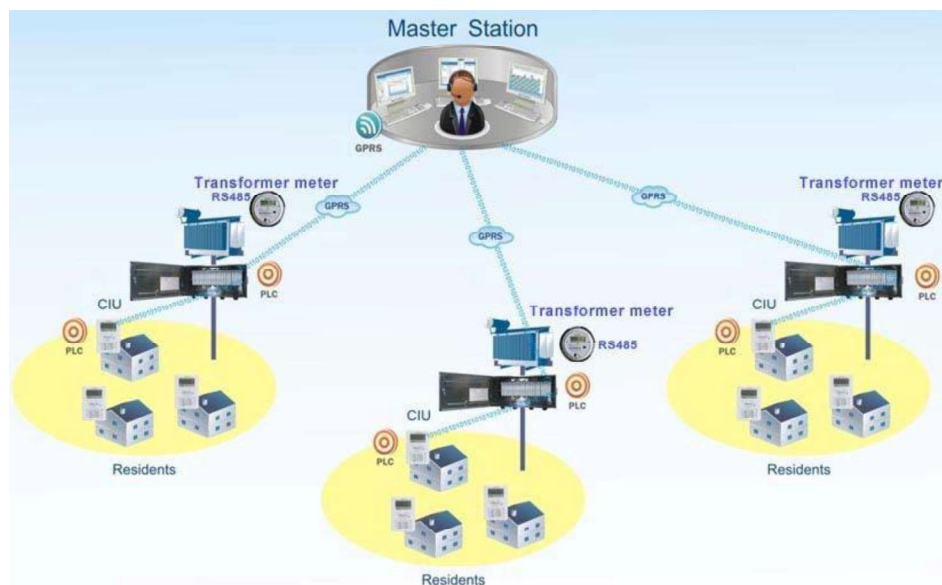 Master Station
GPRS
Transformer meter
RS485
GPRS
PLC
CIU
PLC
Residents
GPRS
Transformer meter
RS485
PLC
CIU
PLC
Residents
GPRS
Transformer meter
RS485
PLC
CIU
PLC
Residents